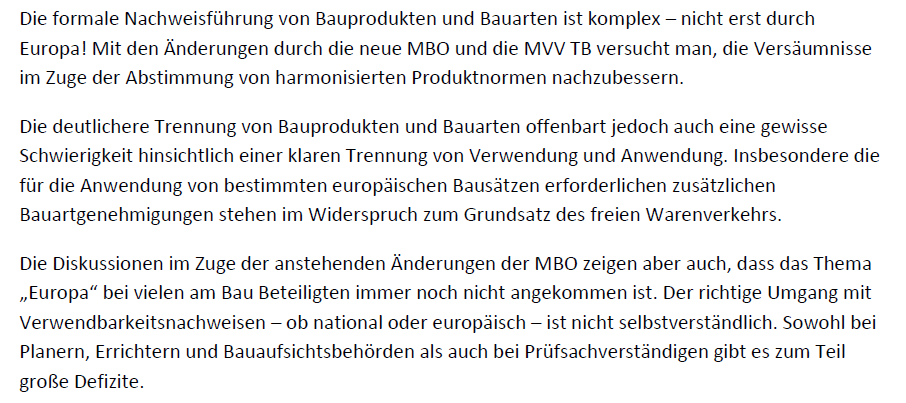 Die formale Nachweisführung von Bauprodukten und Bauarten ist komplex – nicht erst durch
Europa! Mit den Änderungen durch die neue MBO und die MVV TB versucht man, die Versäumnisse
im Zuge der Abstimmung von harmonisierten Produktnormen nachzubessern.
Die deutlichere Trennung von Bauprodukten und Bauarten offenbart jedoch auch eine gewisse
Schwierigkeit hinsichtlich einer klaren Trennung von Verwendung und Anwendung. Insbesondere die
für die Anwendung von bestimmten europäischen Bausätzen erforderlichen zusätzlichen
Bauartgenehmigungen stehen im Widerspruch zum Grundsatz des freien Warenverkehrs.
Die Diskussionen im Zuge der anstehenden Änderungen der MBO zeigen aber auch, dass das Thema
„Europa“ bei vielen am Bau Beteiligten immer noch nicht angekommen ist. Der richtige Umgang mit
Verwendbarkeitsnachweisen – ob national oder europäisch – ist nicht selbstverständlich. Sowohl bei
Planern, Errichtern und Bauaufsichtsbehörden als auch bei Prüfsachverständigen gibt es zum Teil
große Defizite.